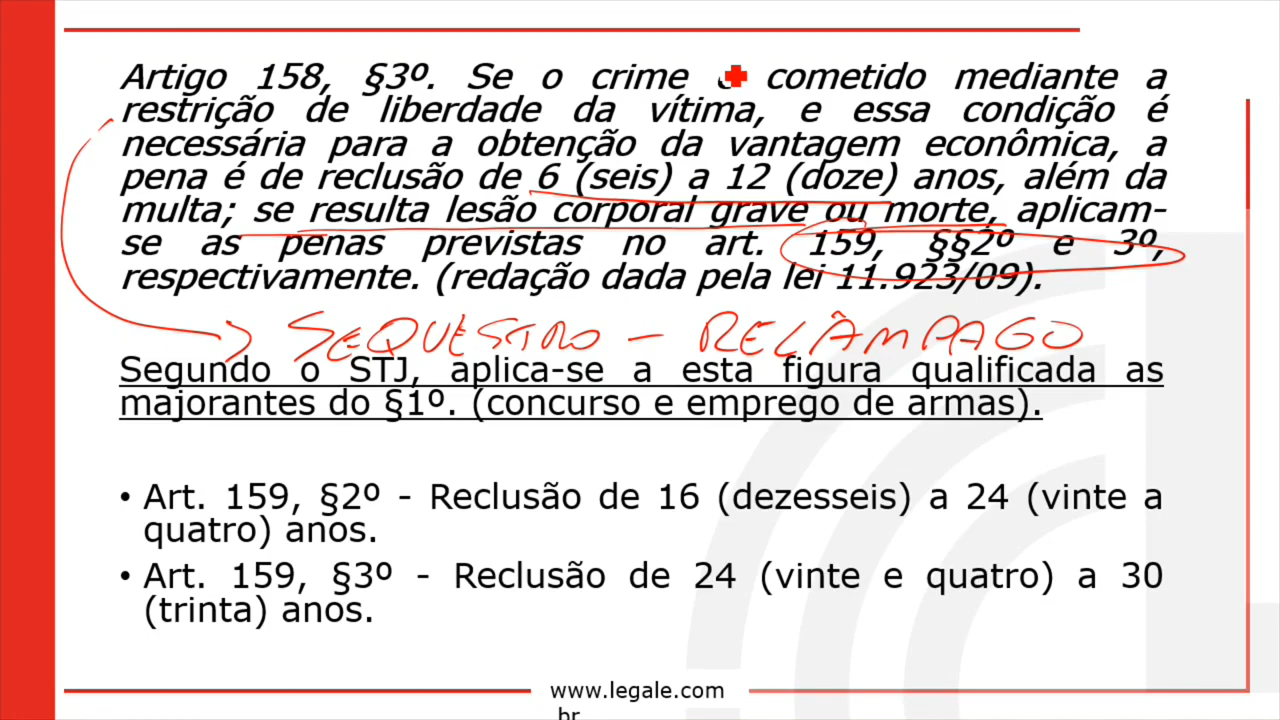 Artigo 158, §3º. Se o crime cometido mediante a
restrição de liberdade da vítima, e essa condição é
necessária para a obtenção da vantagem econômica, a
pena é de reclusão de 6 (seis) a 12 (doze) anos, além da
multa; se resulta lesão corporal grave ou morte, aplicam-
se as penas previstas no art. 159, §§2º e 3º,
respectivamente. (redação dada pela lei 11.923/09).
SEQUESTRO - RELÂMPAGO
Segundo o STJ, aplica-se a esta figura qualificada as
majorantes do §1º. (concurso e emprego de armas).
• Art. 159, §2º - Reclusão de 16 (dezesseis) a 24 (vinte a
quatro) anos.
• Art. 159, §3º - Reclusão de 24 (vinte e quatro) a 30
(trinta) anos.
www.legale.com
br